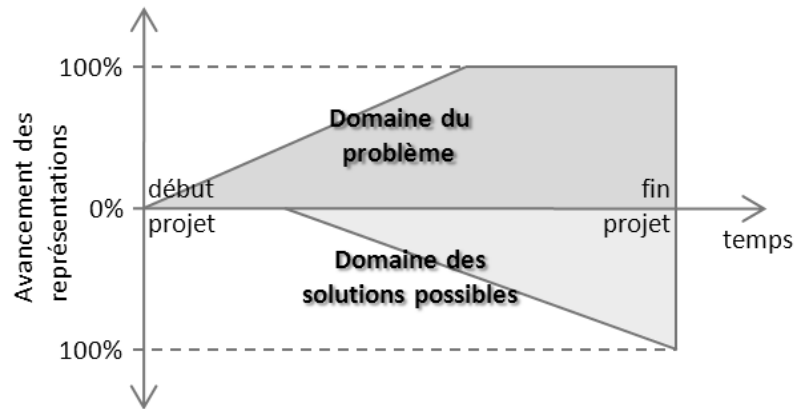 100%
Domaine du
problème
Avancement des
représentations
début
fin
0%
projet
projet
temps
Domaine des
solutions possibles
100%